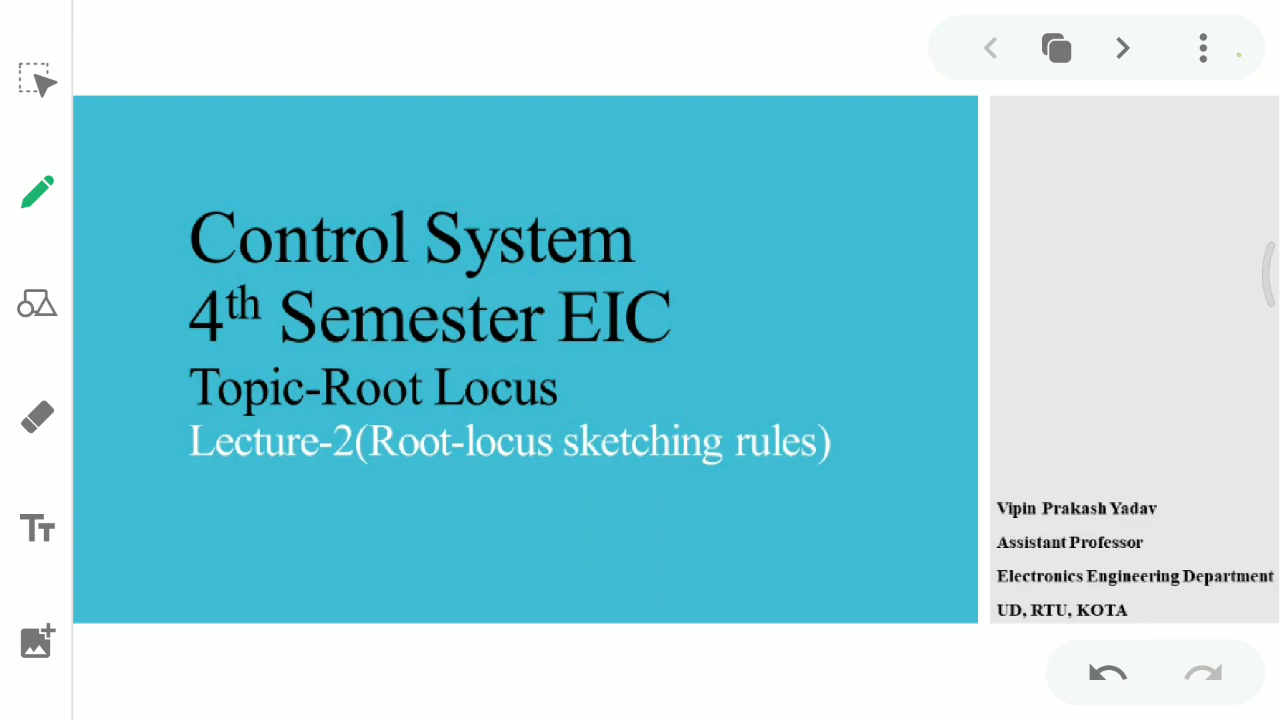 Control System
4th Semester EIC
Topic-Root Locus
Lecture-2(Root-locus sketching rules)
Vipin Prakash Yadav
Assistant Professor
Electronics Engineering Department
UD, RTU, KOTA